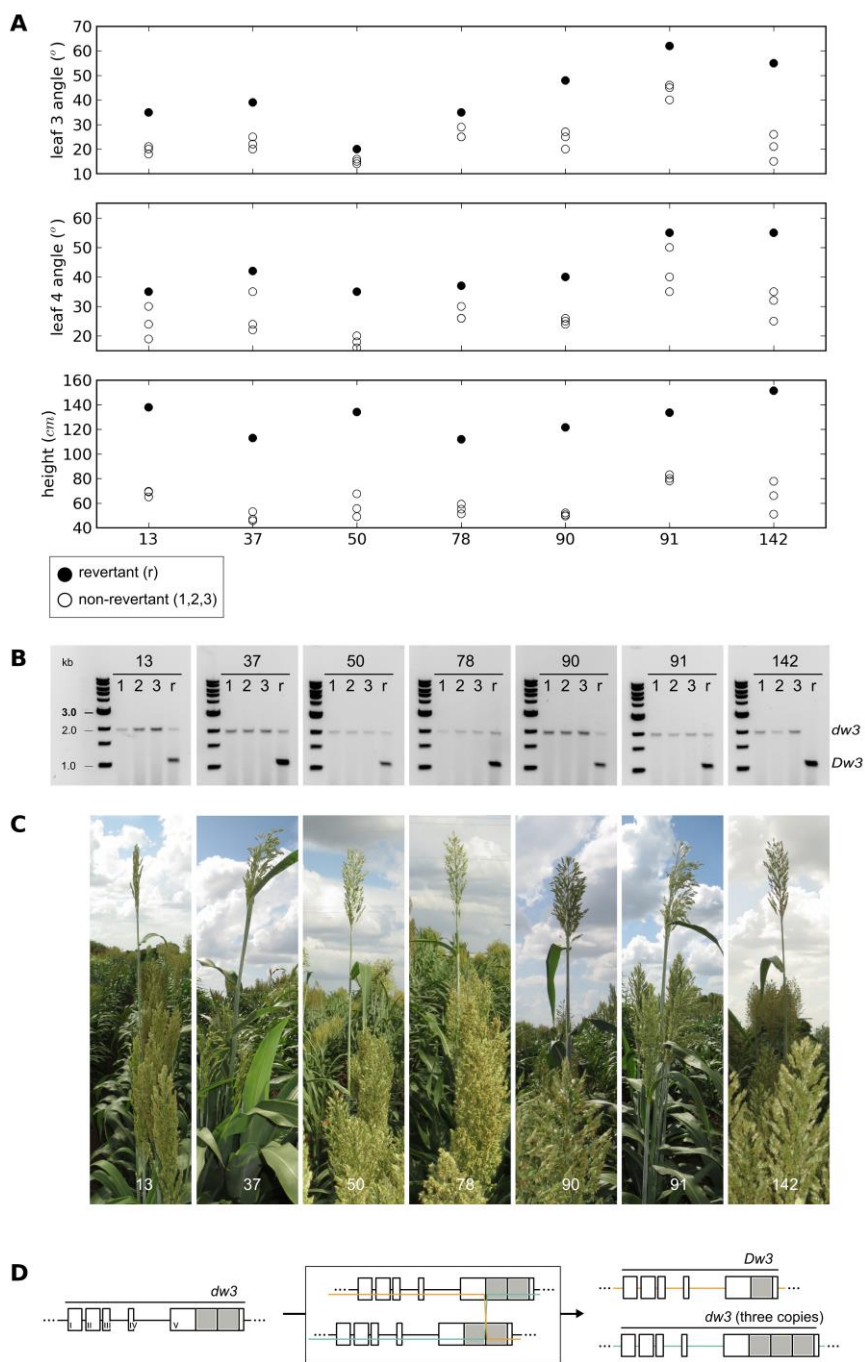 A
leaf 3 angle (°)
70
60
50
40
30
20
10
leaf 4 angle (°)
60
50
40
30
20
height (cm)
160
140
120
100
80
60
40
13 37 50 78 90 91 142
revertant (r)
non-revertant (1,2,3)
B
kb
3.0
2.0
1.0
13 37 50 78 90 91 142
1 2 3 r 1 2 3 r 1 2 3 r 1 2 3 r 1 2 3 r 1 2 3 r 1 2 3 r
dw3
Dw3
C
13 37 50 78 90 91 142
D
dw3
I II III IV V
Dw3
dw3 (three copies)